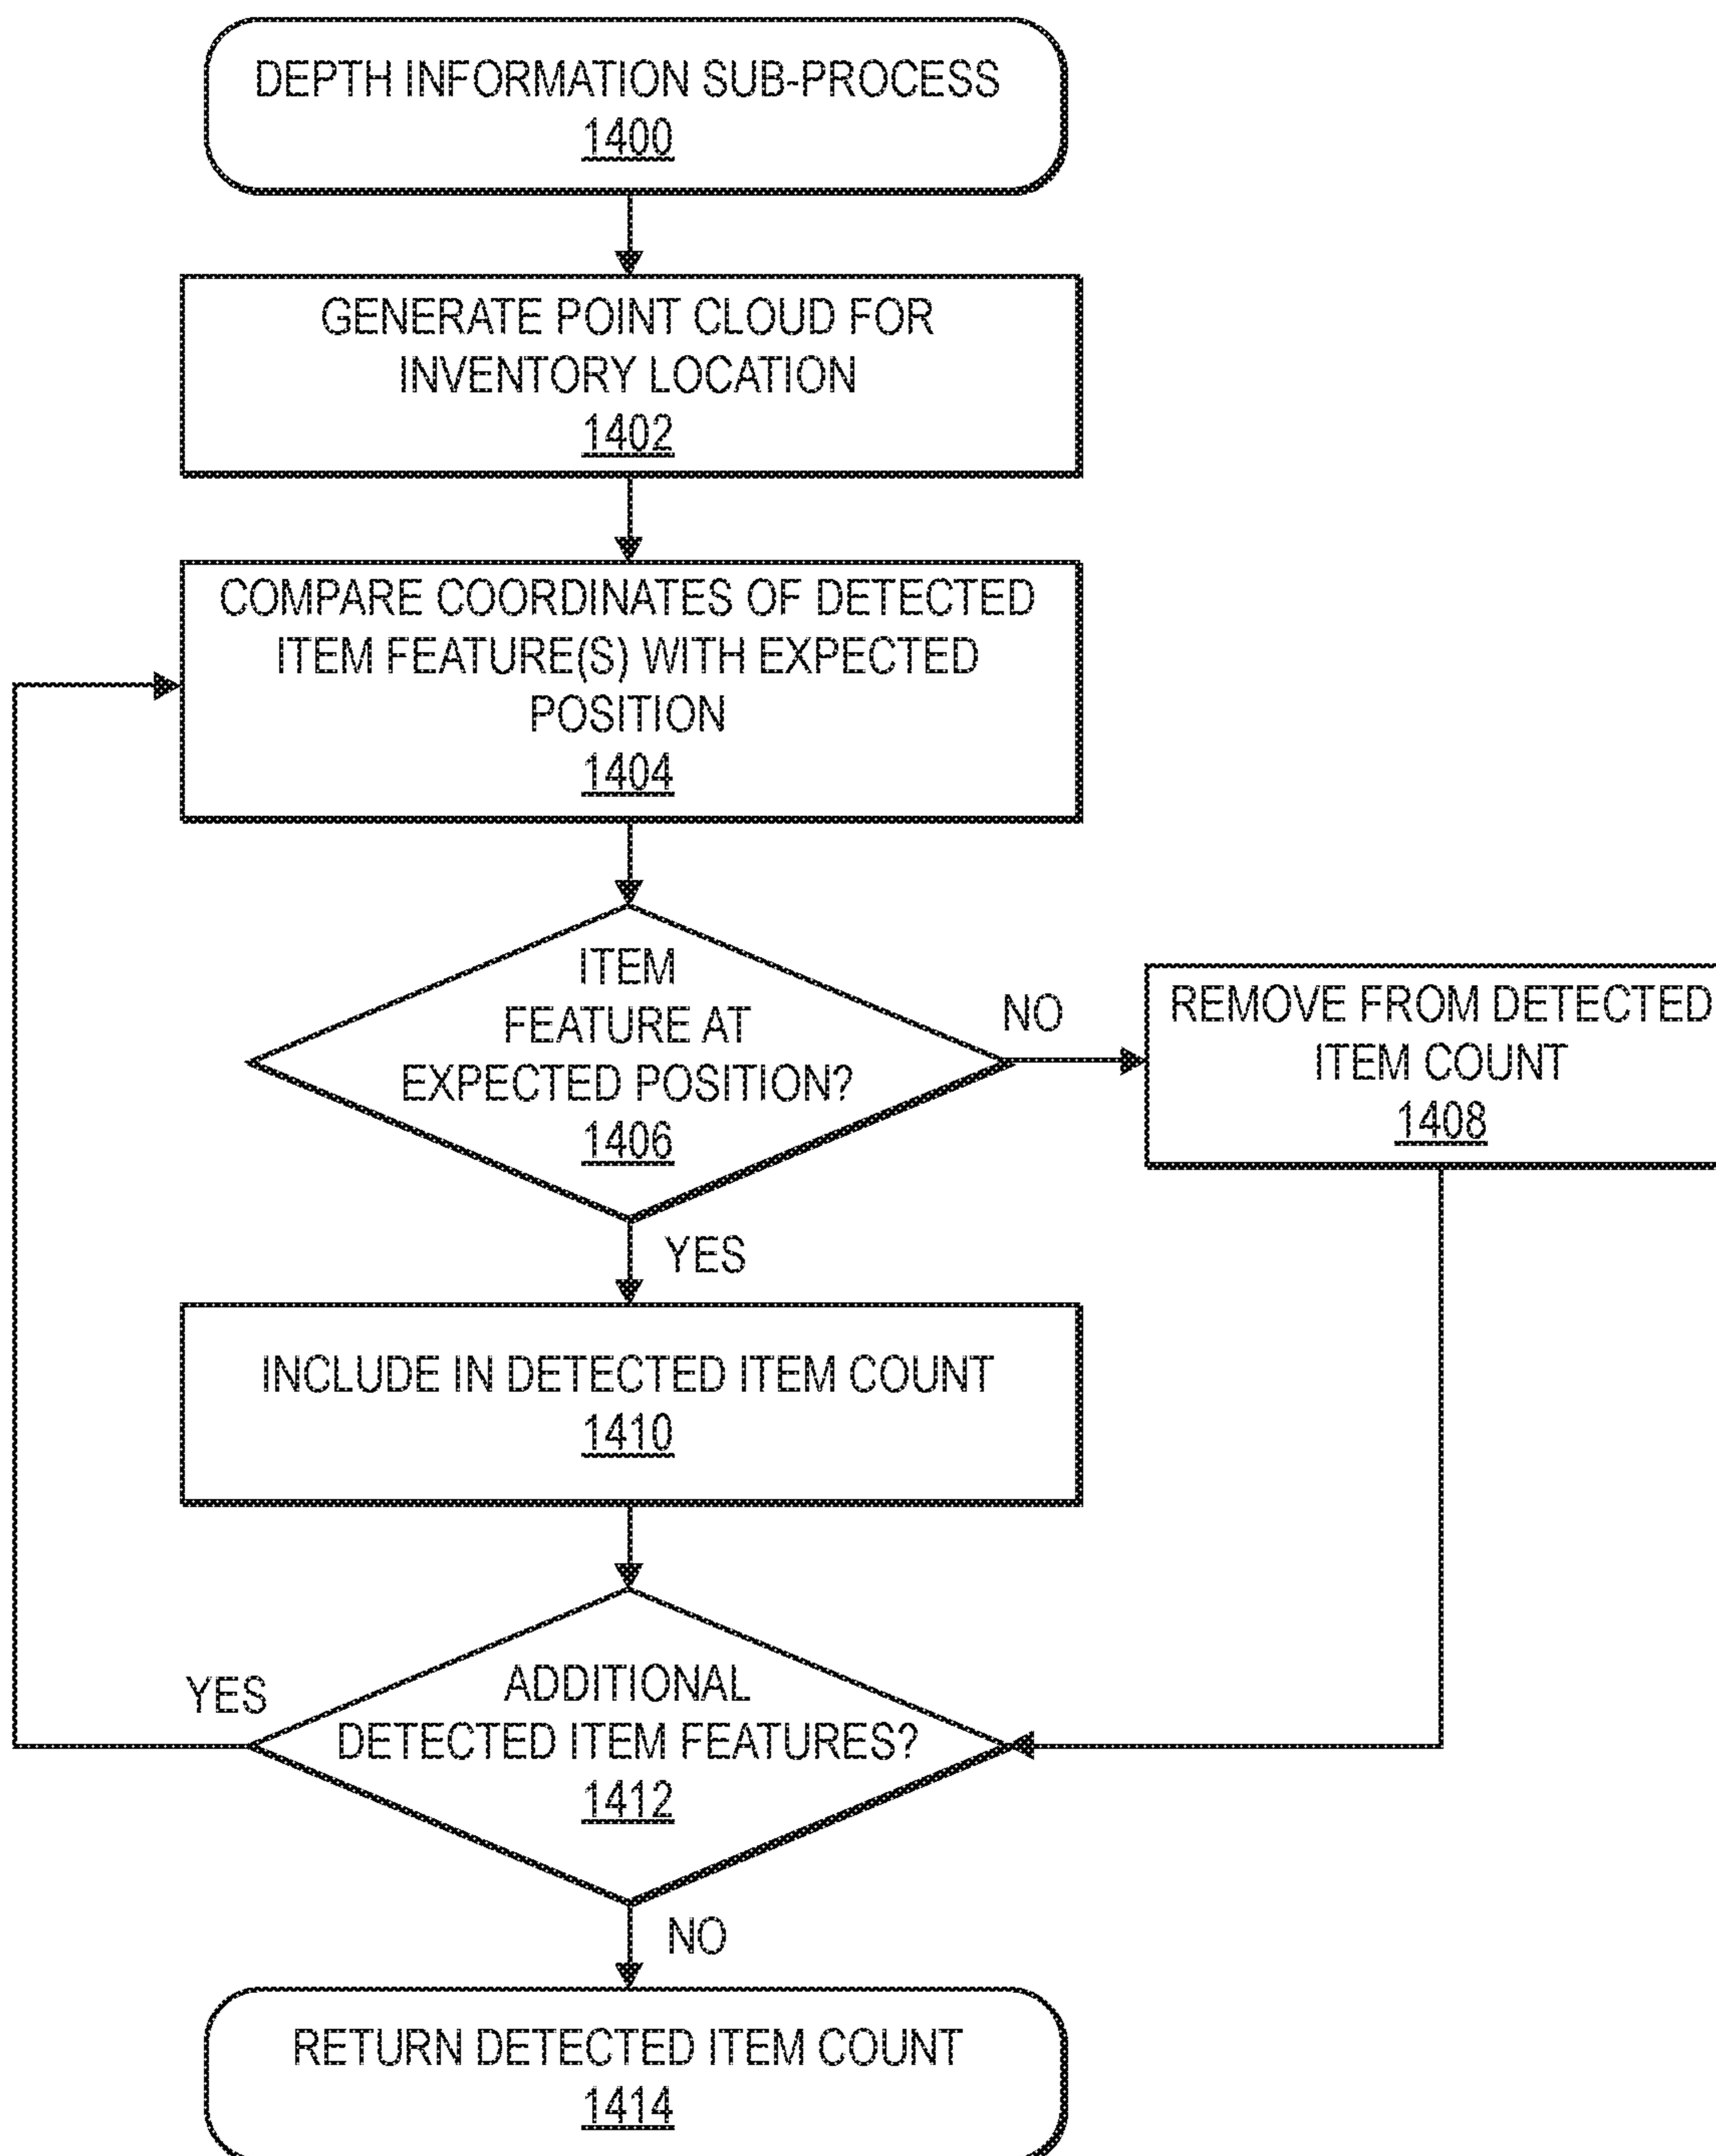 DEPTH INFORMATION SUB-PROCESS
1400
GENERATE POINT CLOUD FOR
INVENTORY LOCATION
1402
COMPARE COORDINATES OF DETECTED
ITEM FEATURE(S) WITH EXPECTED
POSITION
1404
ITEM
FEATURE AT
EXPECTED POSITION?
1406
NO
REMOVE FROM DETECTED
ITEM COUNT
1408
YES
INCLUDE IN DETECTED ITEM COUNT
1410
YES
ADDITIONAL
DETECTED ITEM FEATURES?
1412
NO
RETURN DETECTED ITEM COUNT
1414